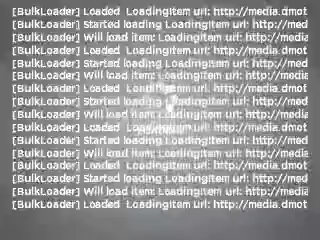 [BulkLoader] Loaded LoadingItem url: http://media.dmot
[BulkLoader] Started loading LoadingItem url: http://med
[BulkLoader] Will load item: LoadingItem url: http://media
[BulkLoader] Loaded LoadingItem url: http://media.dmot
[BulkLoader] Started loading LoadingItem url: http://med
[BulkLoader] Will load item: LoadingItem url: http://media
[BulkLoader] Loaded LoadingItem url: http://media.dmot
[BulkLoader] Started loading LoadingItem url: http://med
[BulkLoader] Will load item: LoadingItem url: http://media
[BulkLoader] Loaded LoadingItem url: http://media.dmot
[BulkLoader] Started loading LoadingItem url: http://med
[BulkLoader] Will load item: LoadingItem url: http://media
[BulkLoader] Loaded LoadingItem url: http://media.dmot
[BulkLoader] Started loading LoadingItem url: http://med
[BulkLoader] Will load item: LoadingItem url: http://media
[BulkLoader] Loaded LoadingItem url: http://media.dmot